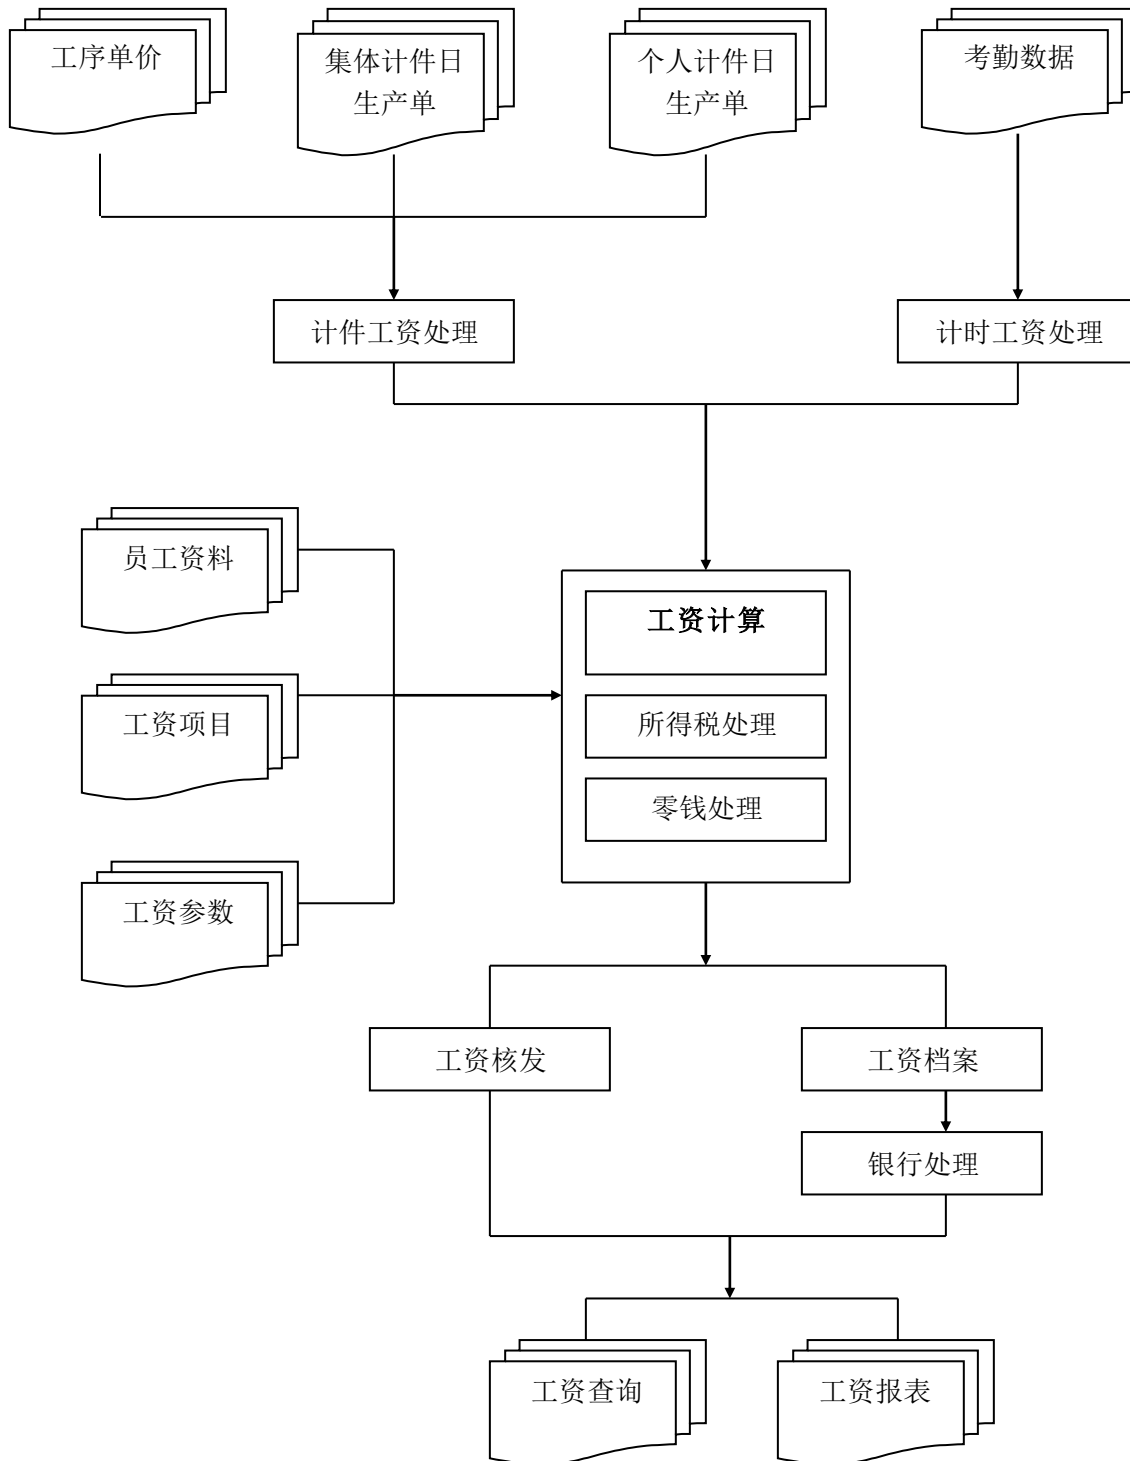 工序单价
集体计件日
生产单
个人计件日
生产单
考勤数据
计件工资处理
计时工资处理
员工资料
工资计算
工资项目
所得税处理
零钱处理
工资参数
工资核发
工资档案
银行处理
工资查询
工资报表